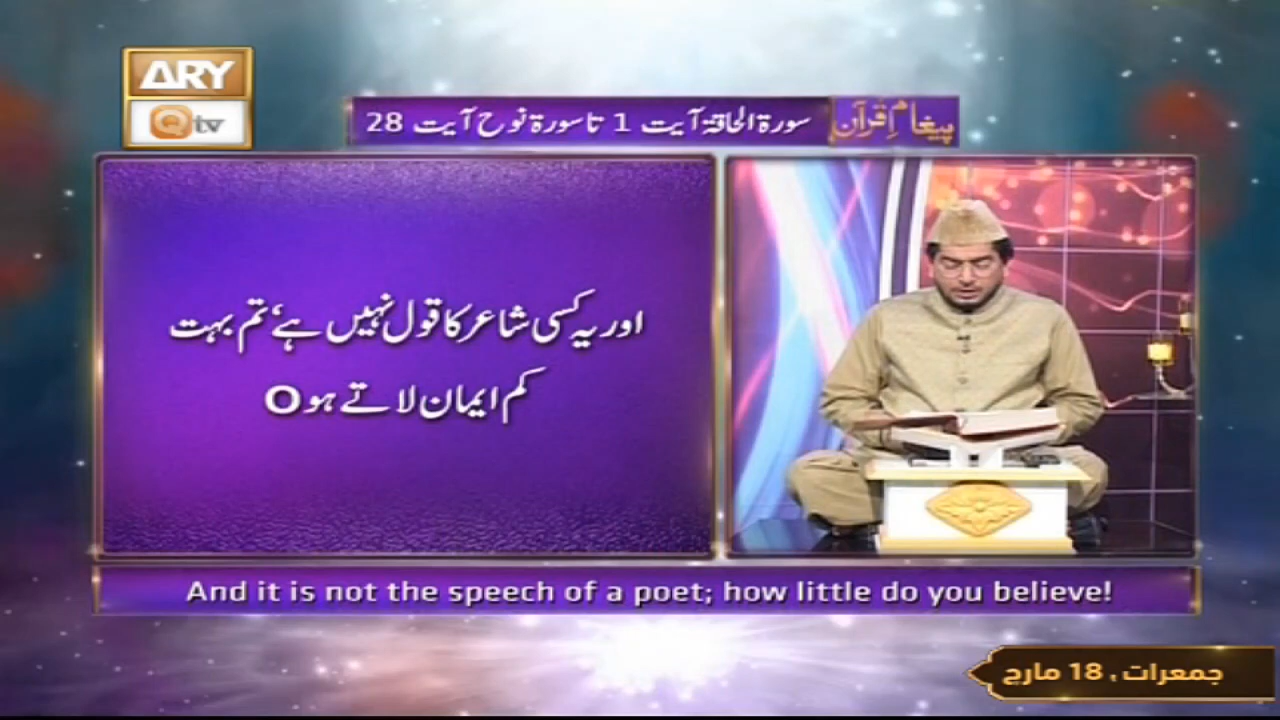 ARY
Qtv
پیغامِ قرآن
سورۃ الحاقۃ آیت 1 تا سورۃ نوح آیت 28
اور یہ کسی شاعر کا قول نہیں ہے‘ تم بہت
کم ایمان لاتے ہو O
And it is not the speech of a poet; how little do you believe!
جمعرات، 18 مارچ